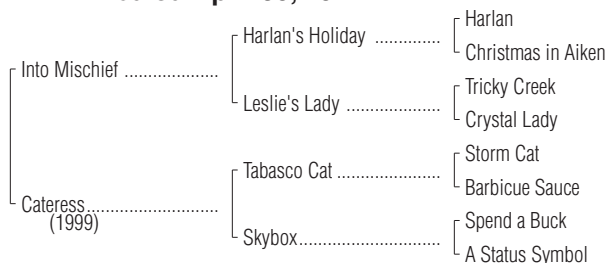 Harlan
Harlan's Holiday ..............
Christmas in Aiken
Into Mischief .....................
Tricky Creek
Leslie's Lady .....................
Crystal Lady
Storm Cat
Tabasco Cat .......................
Barbicue Sauce
Cateress.............................
(1999)
Spend a Buck
Skybox...............................
A Status Symbol